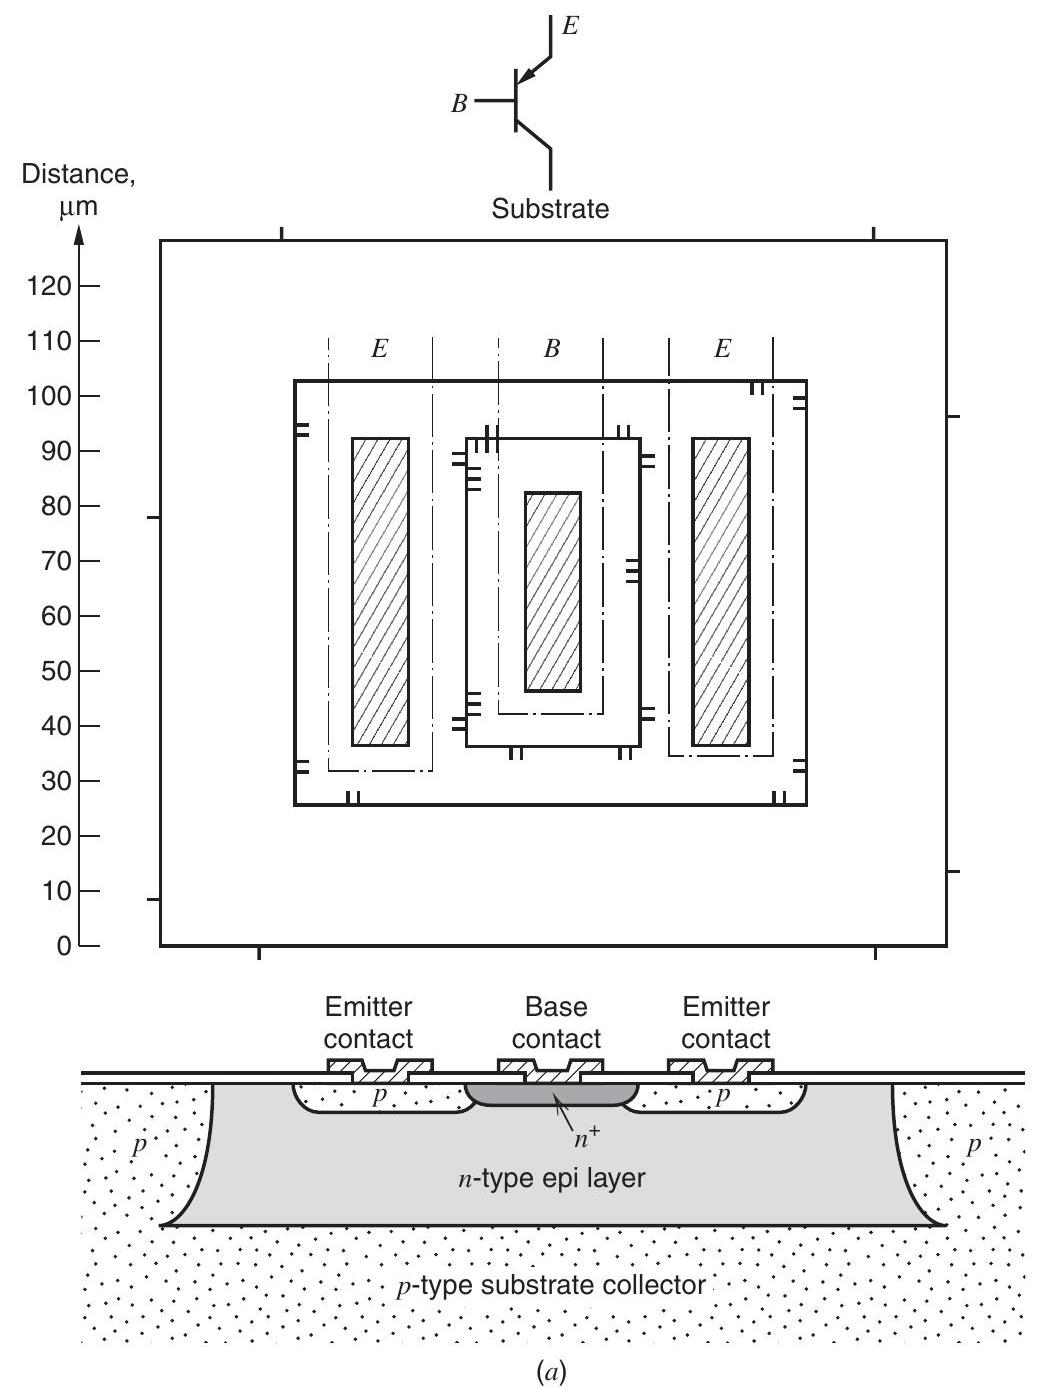 E
B
Substrate
Distance,
μm
120
110
100
90
80
70
60
50
40
30
20
10
0
E B E
Emitter contact
Base contact
Emitter contact
p p
p p
n⁺
n-type epi layer
p-type substrate collector
(a)